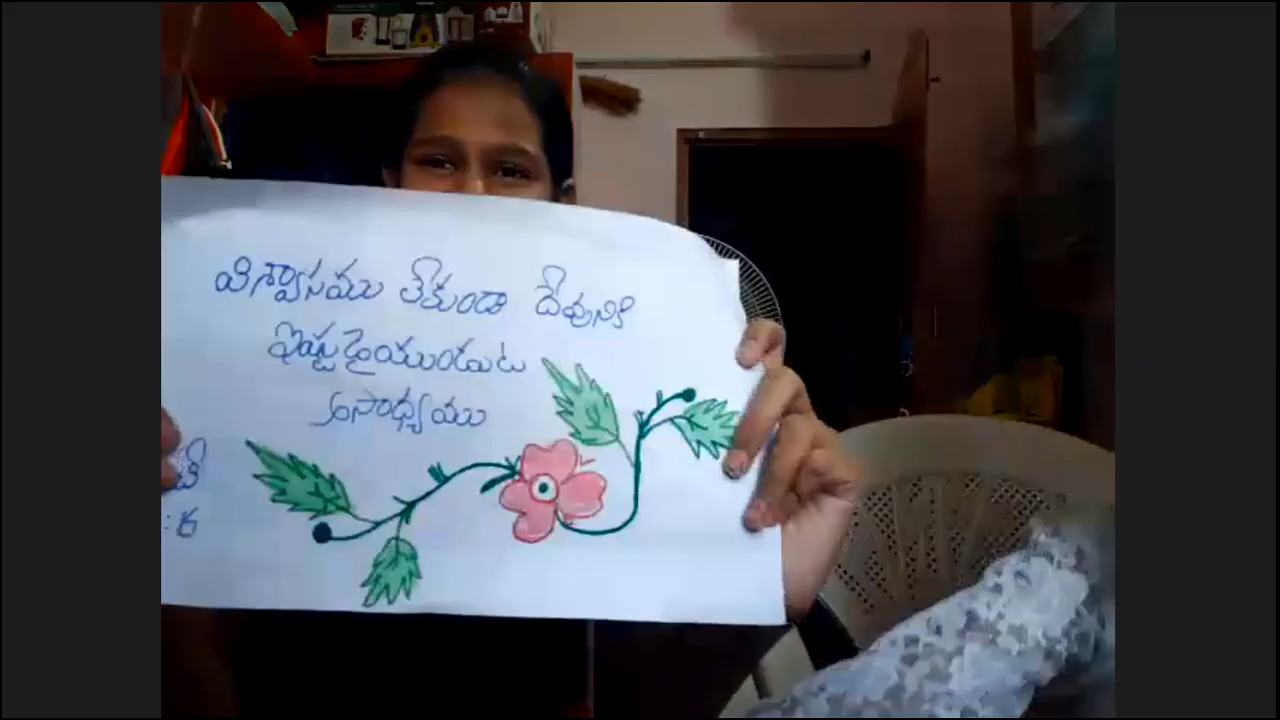 విశ్వాసము లేకుండా దేవునికి
ఇష్టుడైయుండుట
అసాధ్యము